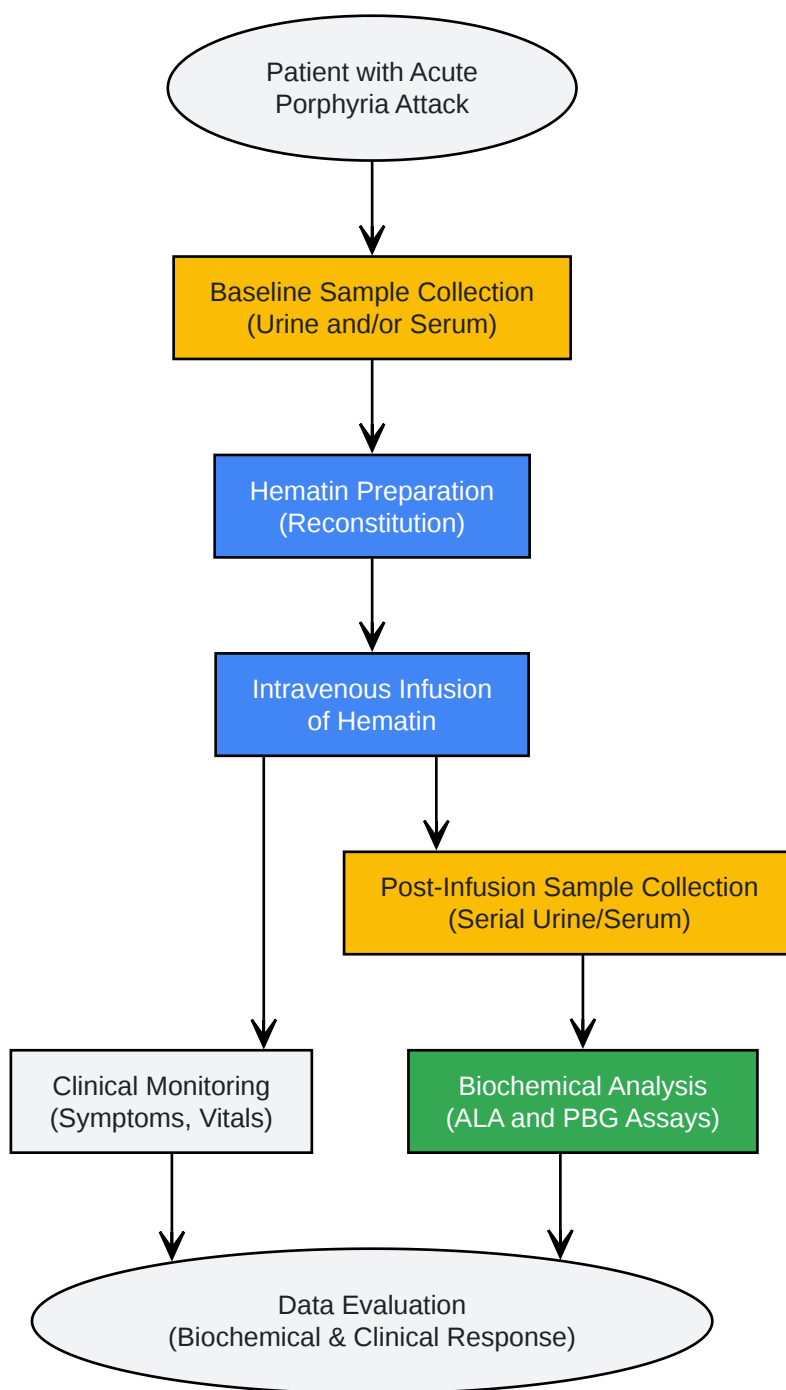 Patient with Acute
Porphyria Attack
Baseline Sample Collection
(Urine and/or Serum)
Hematin Preparation
(Reconstitution)
Intravenous Infusion
of Hematin
Post-Infusion Sample Collection
(Serial Urine/Serum)
Clinical Monitoring
(Symptoms, Vitals)
Biochemical Analysis
(ALA and PBG Assays)
Data Evaluation
(Biochemical & Clinical Response)